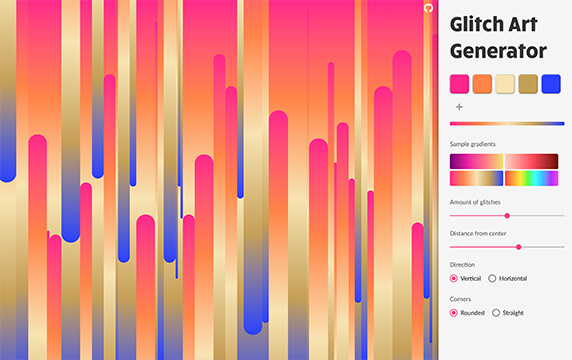 Glitch Art
Generator
+
Sample gradients
Amount of glitches
Distance from center
Direction
Vertical
Horizontal
Corners
Rounded
Straight